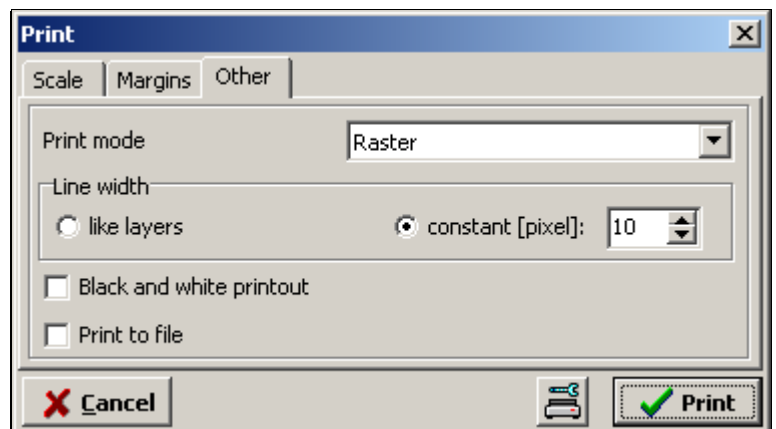 Print
Scale Margins Other
Print mode Raster
Line width
like layers constant [pixel]: 10
Black and white printout
Print to file
Cancel Print